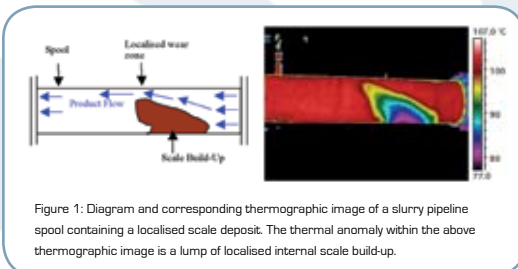 Spool
Localised wear
zone
Product Flow
Scale Build-Up
107.0 °C
100
90
80
77.0
Figure 1: Diagram and corresponding thermographic image of a slurry pipeline
spool containing a localised scale deposit. The thermal anomaly within the above
thermographic image is a lump of localised internal scale build-up.